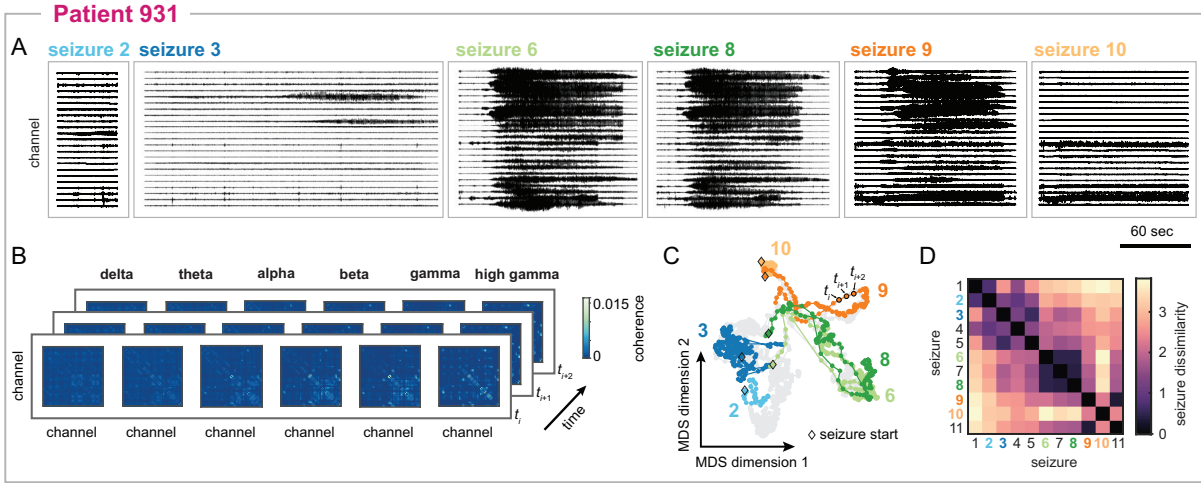 Patient 931
A
seizure 2 seizure 3 seizure 6 seizure 8 seizure 9 seizure 10
channel
60 sec
B
delta theta alpha beta gamma high gamma
0.015
0
coherence
channel
t_i
t_{i+1}
t_{i+2}
time
channel channel channel channel channel channel
C
10
t_i t_{i+1} t_{i+2}
9
3
8
6
2
MDS dimension 2
◊ seizure start
MDS dimension 1
D
1
2
3
4
5
6
7
8
9
10
11
seizure
1 2 3 4 5 6 7 8 9 10 11
seizure
3
2
1
0
seizure dissimilarity